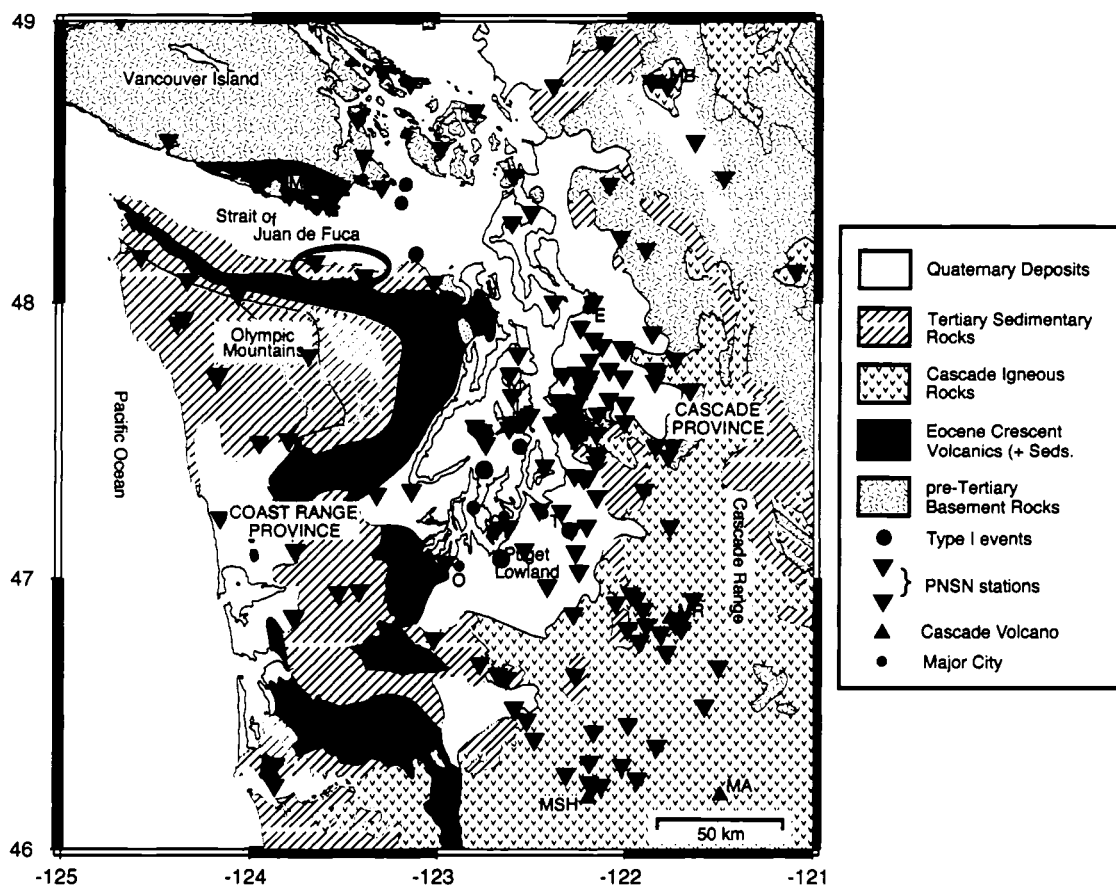 49
48
47
46
-125
-124
-123
-122
-121
Vancouver Island
Strait of
Juan de Fuca
Olympic
Mountains
Pacific Ocean
COAST RANGE
PROVINCE
CASCADE
PROVINCE
Cascade Range
Puget
Lowland
E
O
MSH
MA
50 km
Quaternary Deposits
Tertiary Sedimentary
Rocks
Cascade Igneous
Rocks
Eocene Crescent
Volcanics (+ Seds.
pre-Tertiary
Basement Rocks
Type I events
PNSN stations
Cascade Volcano
Major City